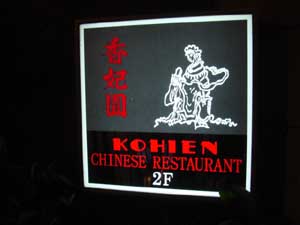 香妃園
KOHIEN
CHINESE RESTAURANT
2F